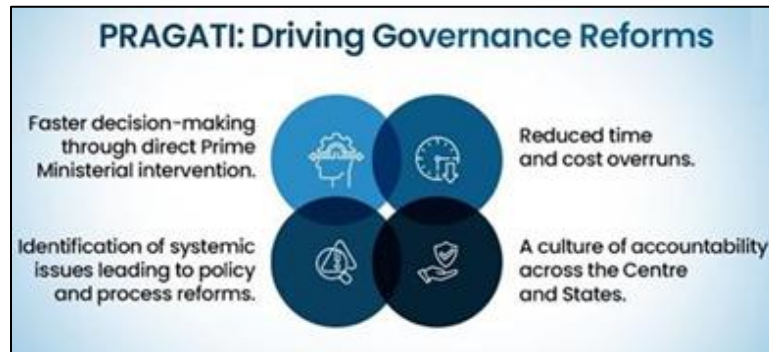 PRAGATI: Driving Governance Reforms
Faster decision-making
through direct Prime
Ministerial intervention.
Reduced time
and cost overruns.
Identification of systemic
issues leading to policy
and process reforms.
A culture of accountability
across the Centre
and States.